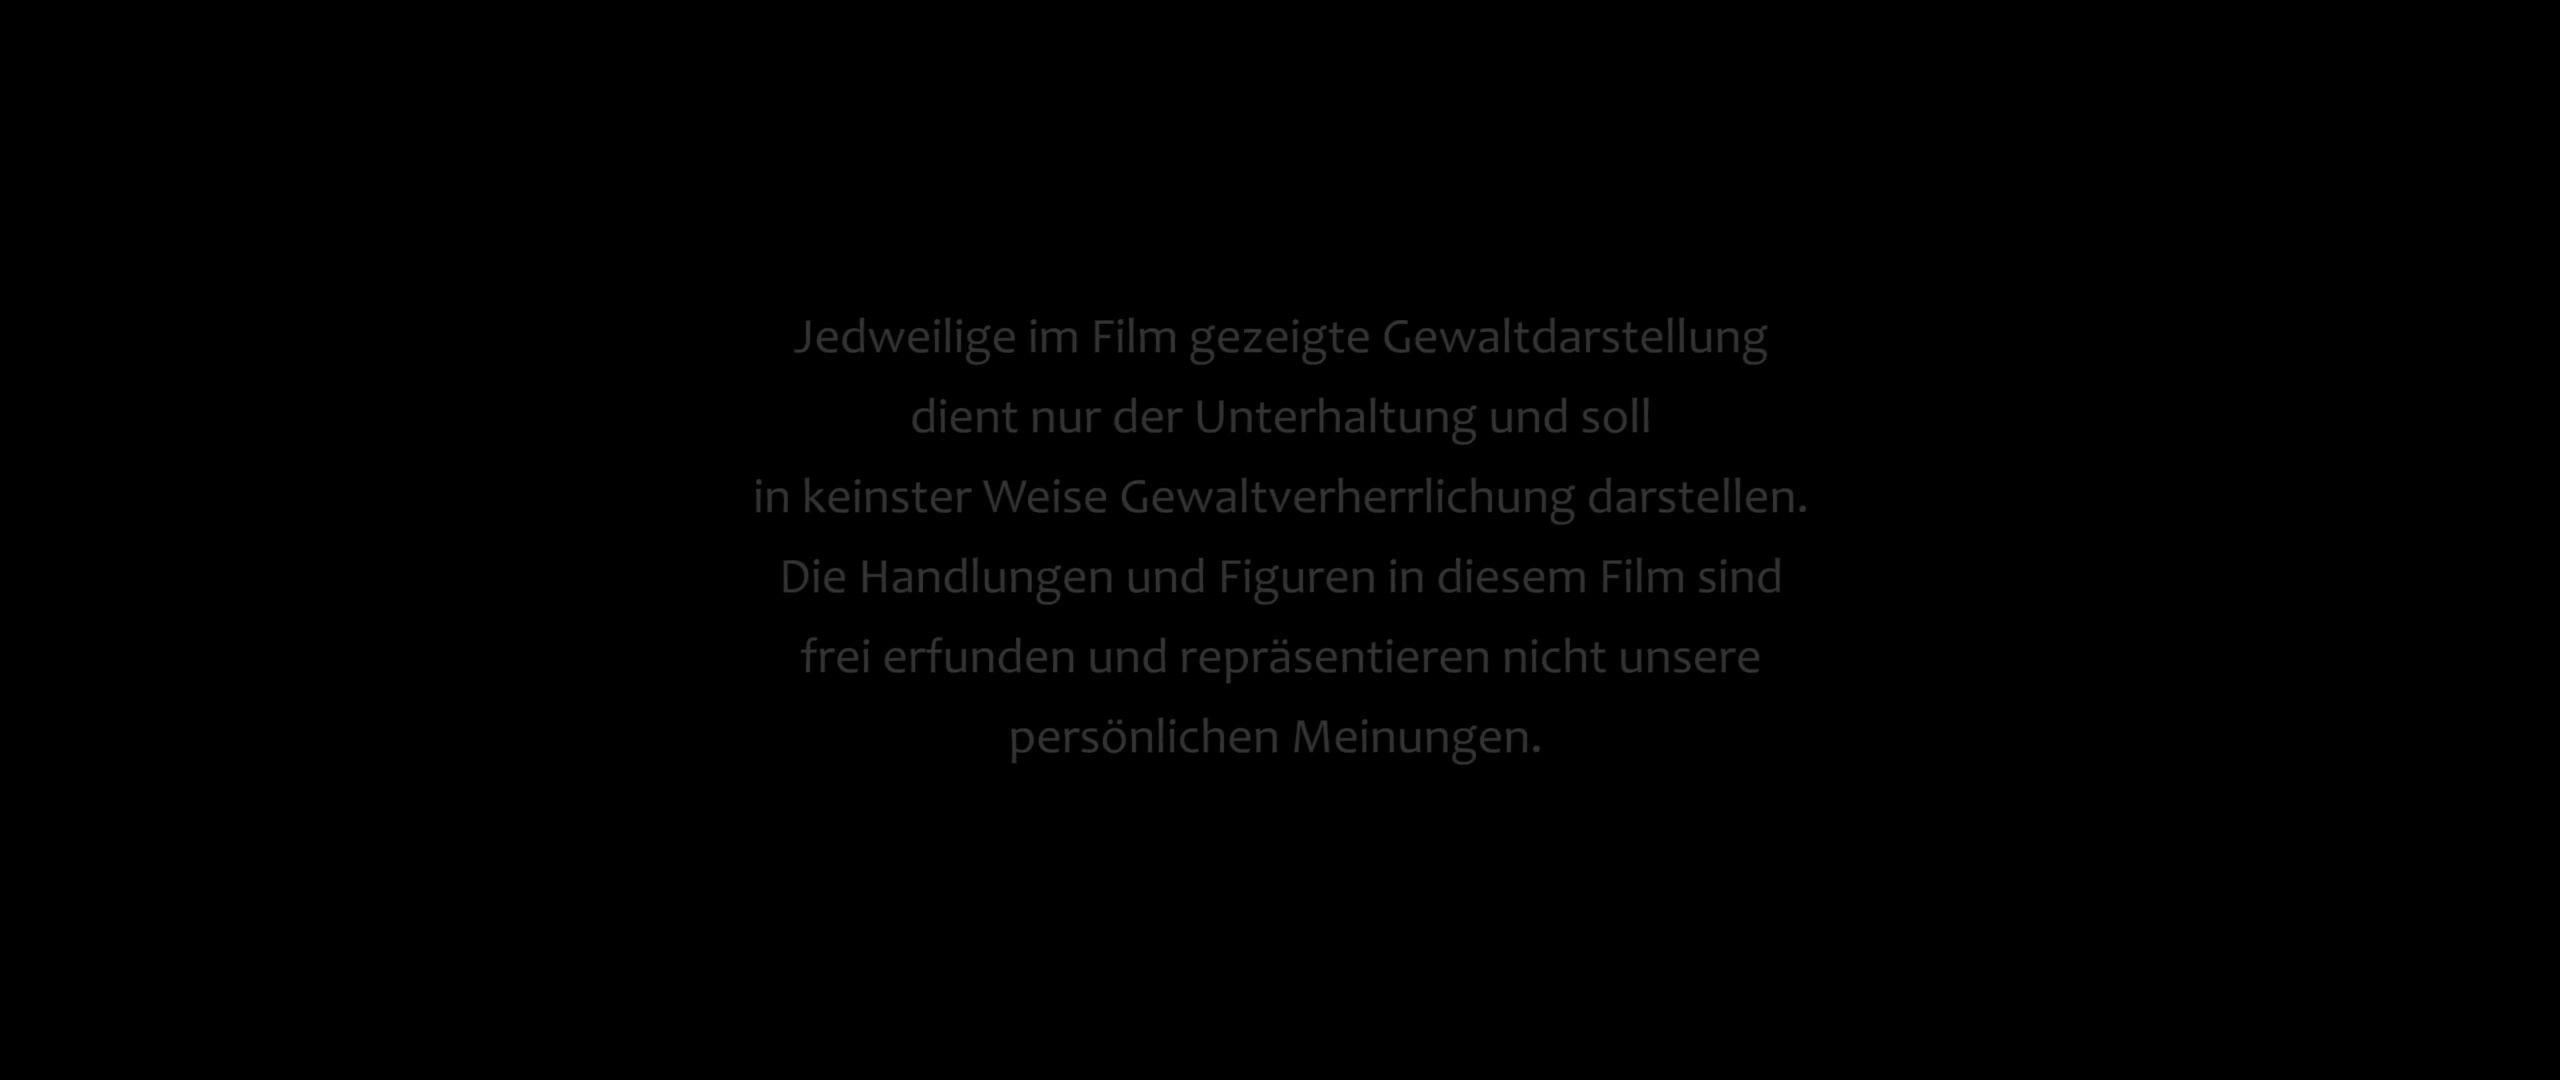 Jedweilige im Film gezeigte Gewaltdarstellung
dient nur der Unterhaltung und soll
in keinster Weise Gewaltverherrlichung darstellen.
Die Handlungen und Figuren in diesem Film sind
frei erfunden und repräsentieren nicht unsere
persönlichen Meinungen.